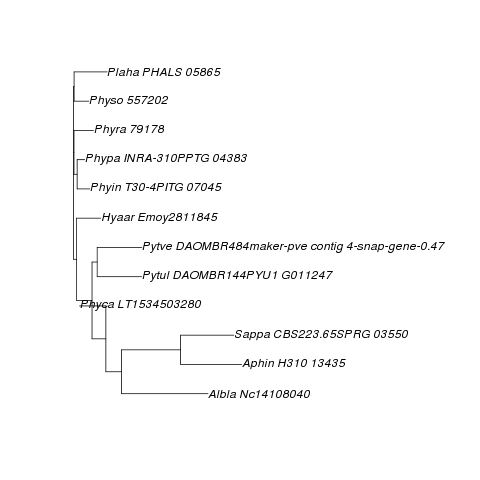 Plaha PHALS 05865
Physo 557202
Phyra 79178
Phypa INRA-310PPTG 04383
Phyin T30-4PITG 07045
Hyaar Emoy2811845
Pytve DAOMBR484maker-pve contig 4-snap-gene-0.47
Pytul DAOMBR144PYU1 G011247
Phyca LT1534503280
Sappa CBS223.65SPRG 03550
Aphin H310 13435
Albla Nc14108040